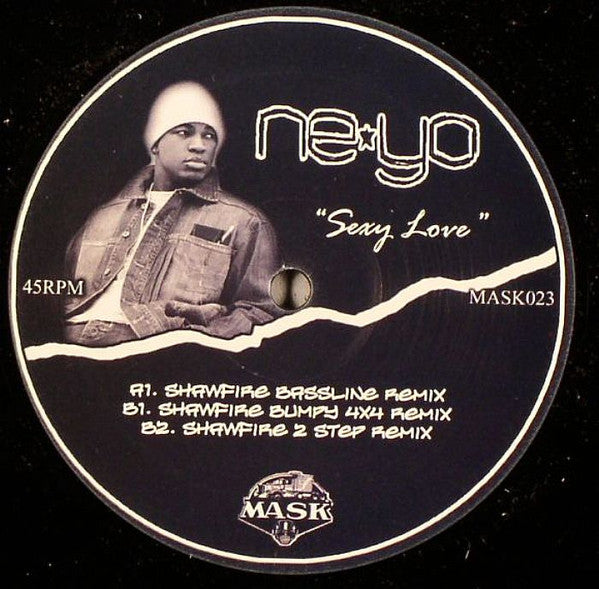 ne★yo
"Sexy Love"
45RPM
MASK023
A1. SHAWFIRE BASSLINE REMIX
B1. SHAWFIRE BUMPY 4X4 REMIX
B2. SHAWFIRE 2 STEP REMIX
MASK